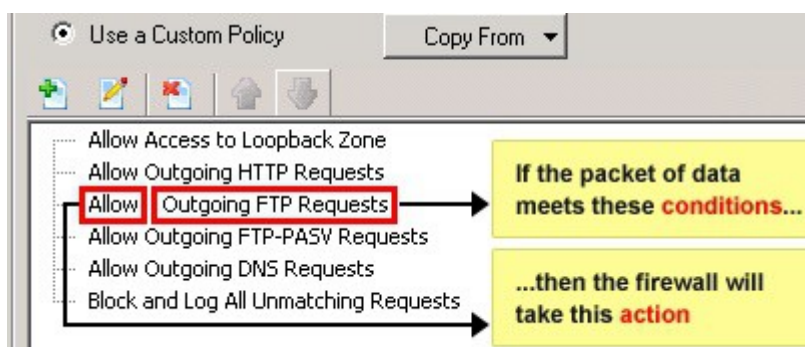 Use a Custom Policy
Copy From
Allow Access to Loopback Zone
Allow Outgoing HTTP Requests
Allow Outgoing FTP Requests
Allow Outgoing FTP-PASV Requests
Allow Outgoing DNS Requests
Block and Log All Unmatching Requests
If the packet of data
meets these conditions...
...then the firewall will
take this action